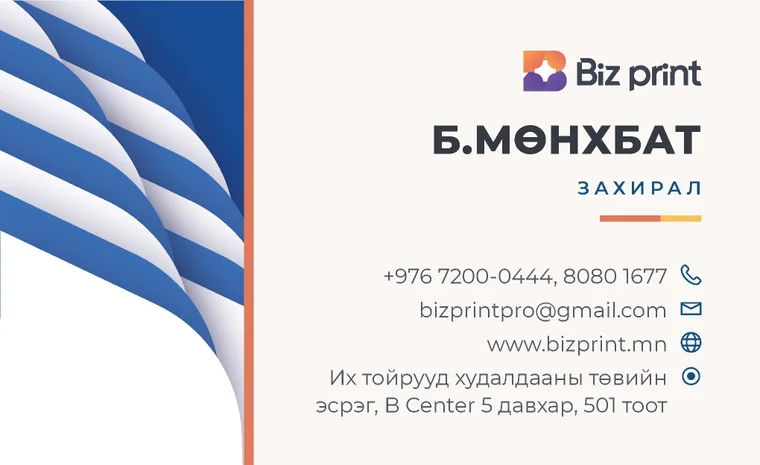 Biz print
Б.МӨНХБАТ
ЗАХИРАЛ
+976 7200-0444, 8080 1677
bizprintpro@gmail.com
www.bizprint.mn
Их тойрууд худалдааны төвийн
эсрэг, B Center 5 давхар, 501 тоот